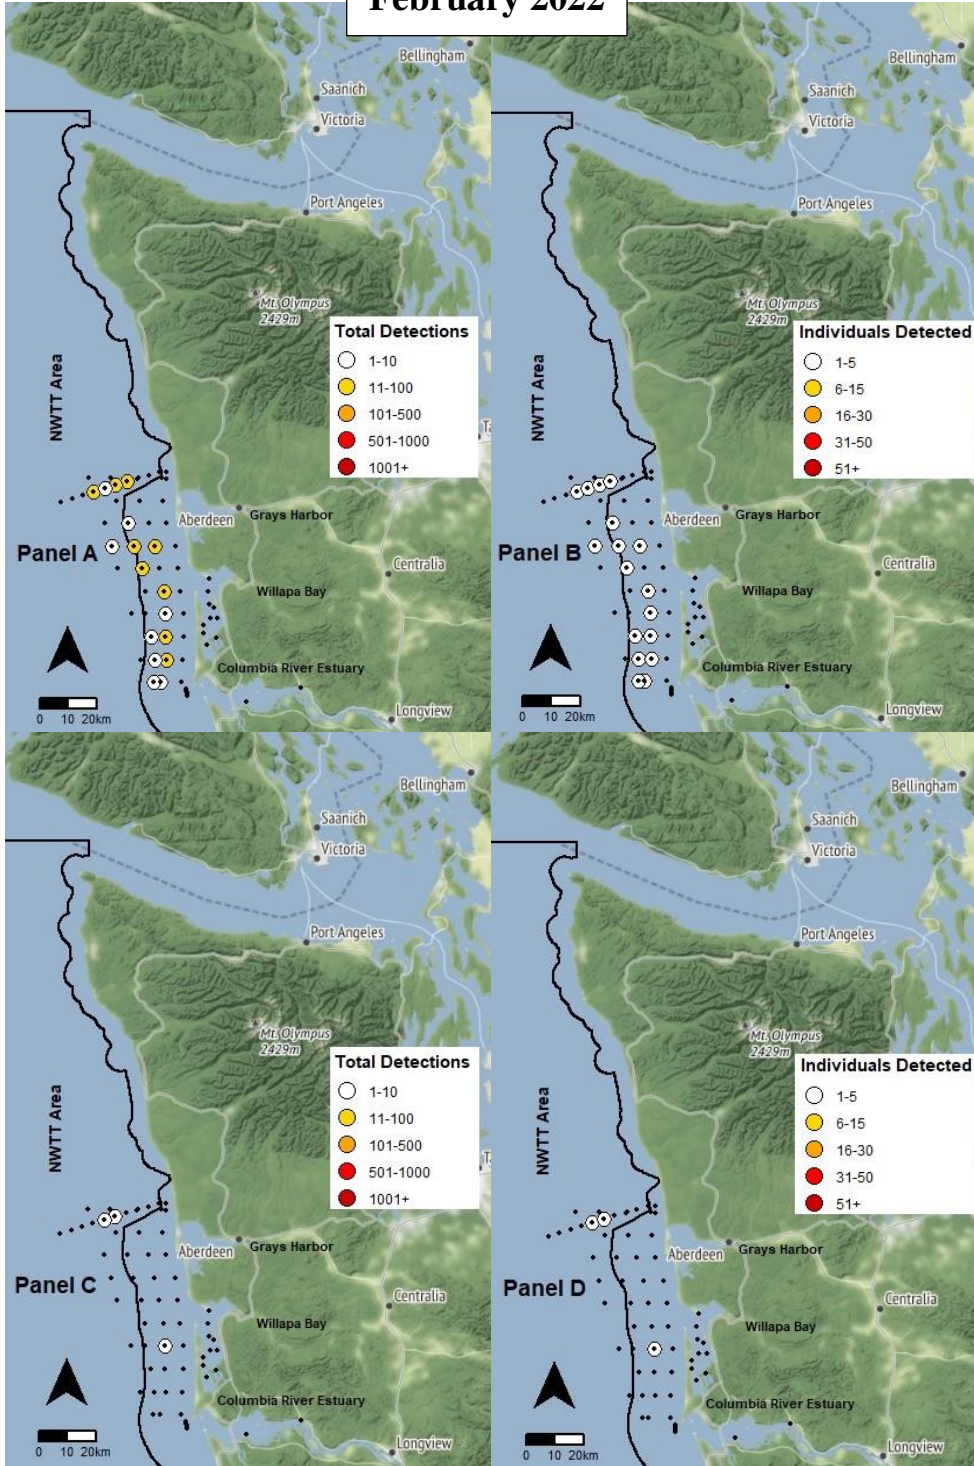 February 2022
Bellingham
Saanich
Victoria
Port Angeles
Mt. Olympus
2429m
Total Detections
1-10
11-100
101-500
501-1000
1001+
NWTT Area
Aberdeen
Grays Harbor
Panel A
Centralia
Willapa Bay
Columbia River Estuary
Longview
0 10 20km
Bellingham
Saanich
Victoria
Port Angeles
Mt. Olympus
2429m
Individuals Detected
1-5
6-15
16-30
31-50
51+
NWTT Area
Aberdeen
Grays Harbor
Panel B
Centralia
Willapa Bay
Columbia River Estuary
Longview
0 10 20km
Bellingham
Saanich
Victoria
Port Angeles
Mt. Olympus
2429m
Total Detections
1-10
11-100
101-500
501-1000
1001+
NWTT Area
Aberdeen
Grays Harbor
Panel C
Centralia
Willapa Bay
Columbia River Estuary
Longview
0 10 20km
Bellingham
Saanich
Victoria
Port Angeles
Mt. Olympus
2429m
Individuals Detected
1-5
6-15
16-30
31-50
51+
NWTT Area
Aberdeen
Grays Harbor
Panel D
Centralia
Willapa Bay
Columbia River Estuary
Longview
0 10 20km